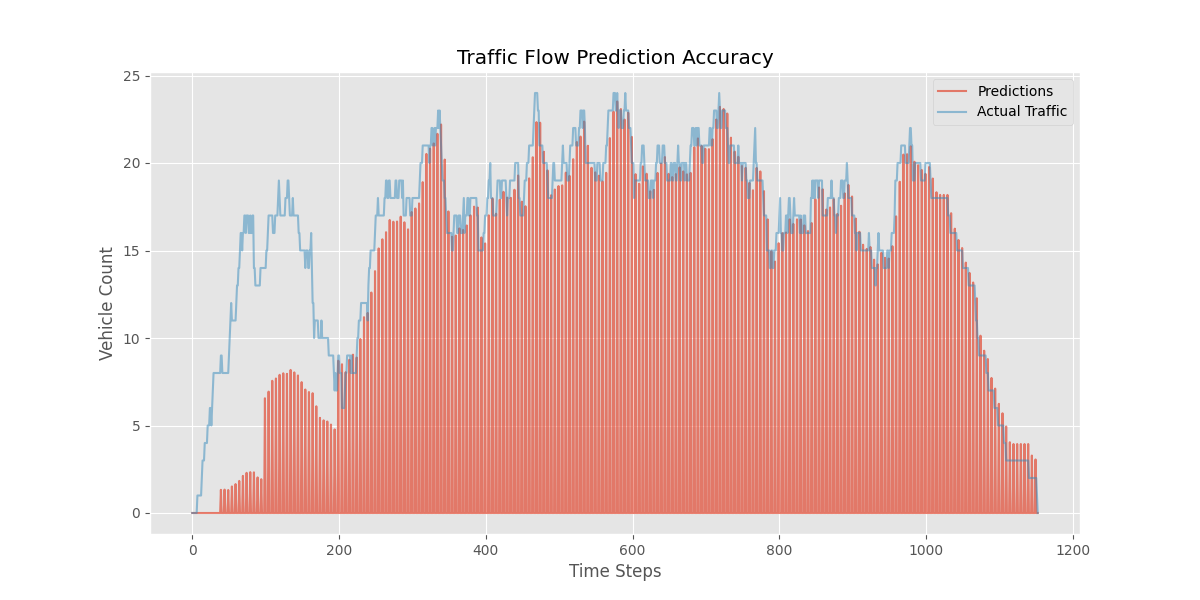 Traffic Flow Prediction Accuracy
25
20
15
10
5
0
Vehicle Count
Predictions
Actual Traffic
0 200 400 600 800 1000 1200
Time Steps